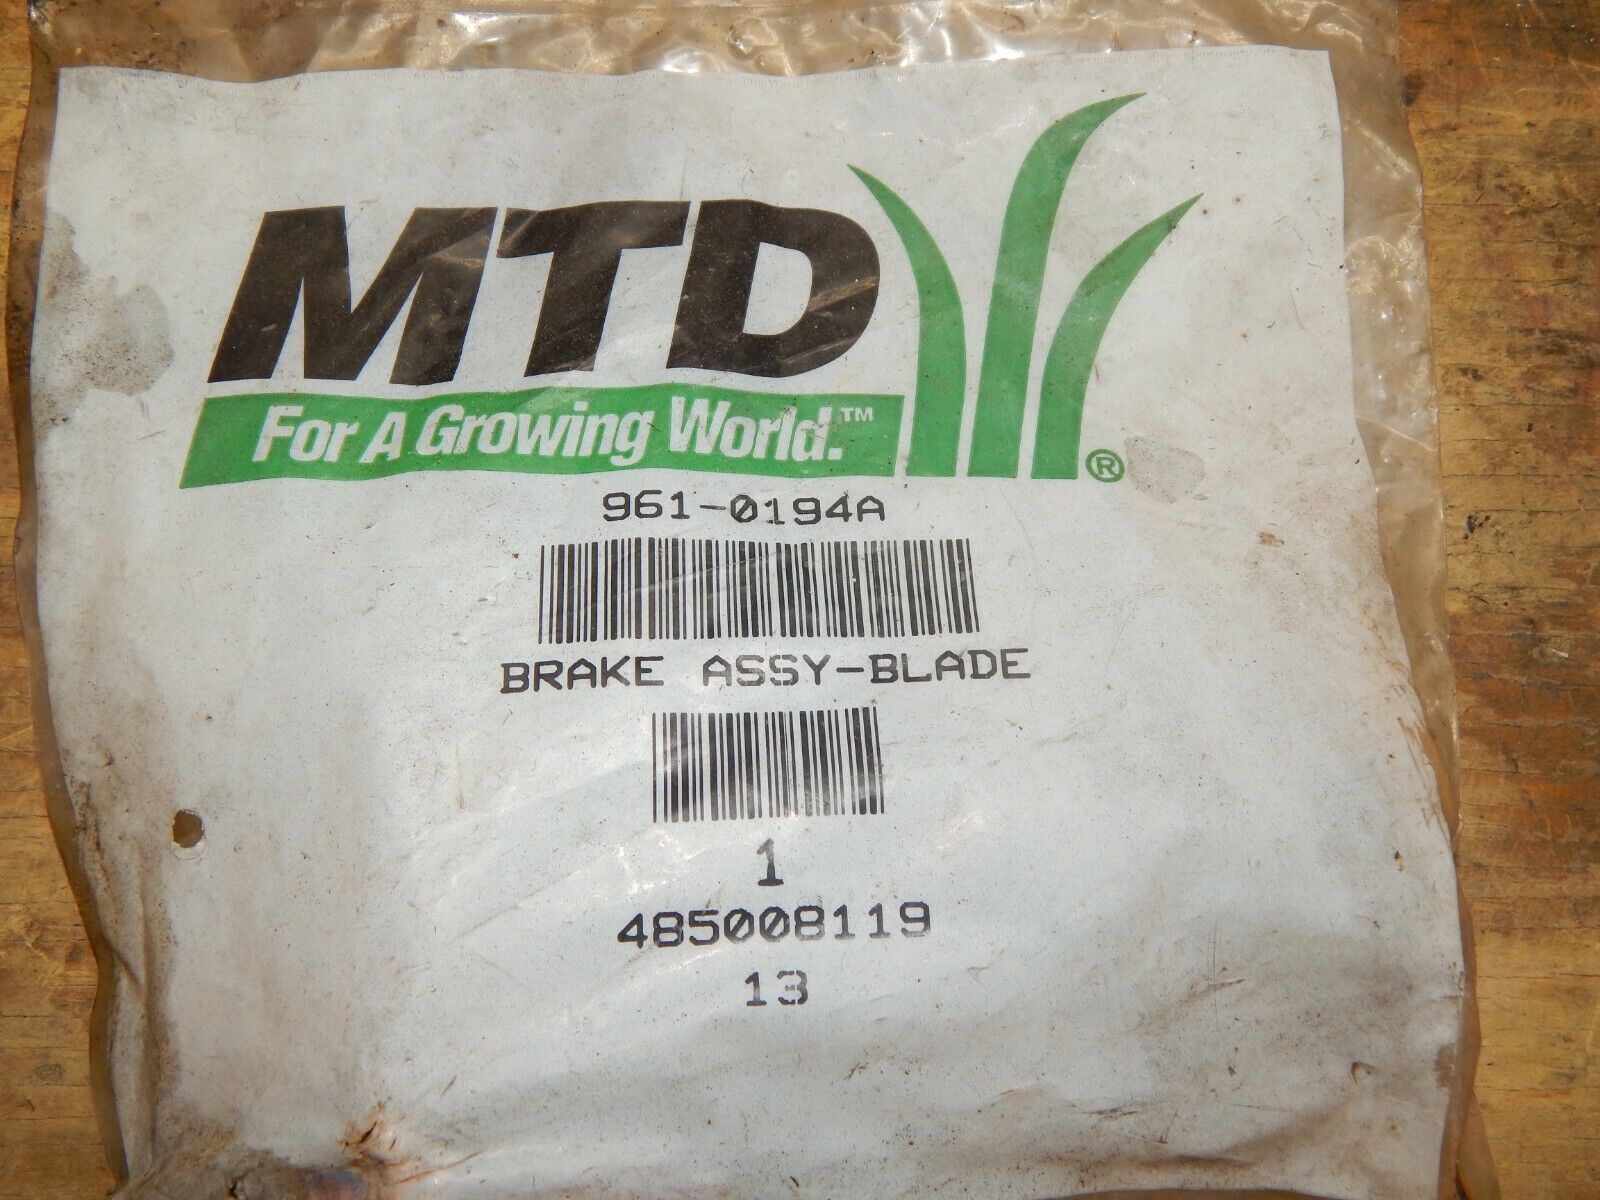 MTD
For A Growing World.™
®
961-0194A
BRAKE ASSY-BLADE
1
485008119
13